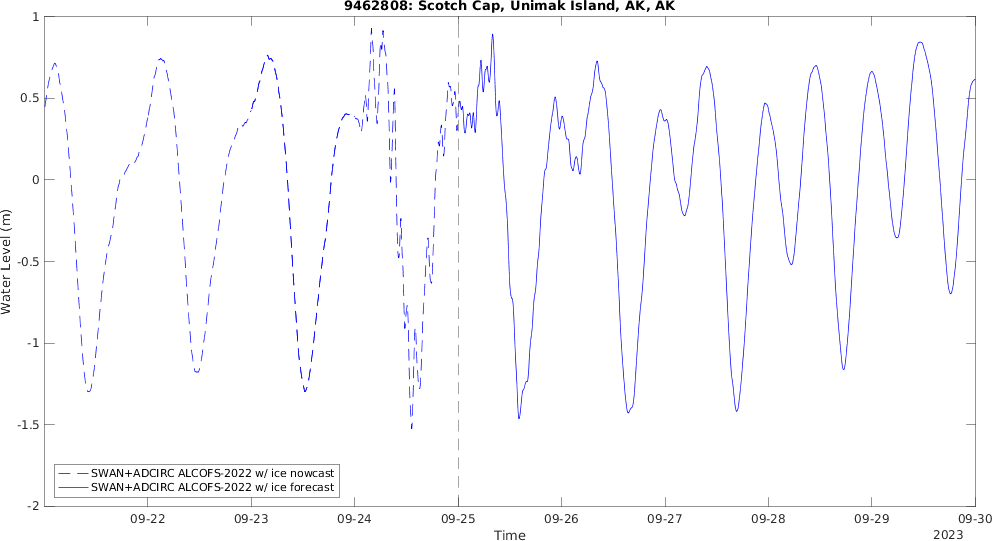 9462808: Scotch Cap, Unimak Island, AK, AK
Water Level (m)
1
0.5
0
-0.5
-1
-1.5
-2
SWAN+ADCIRC ALCOFS-2022 w/ ice nowcast
SWAN+ADCIRC ALCOFS-2022 w/ ice forecast
09-22 09-23 09-24 09-25 09-26 09-27 09-28 09-29 09-30
Time
2023